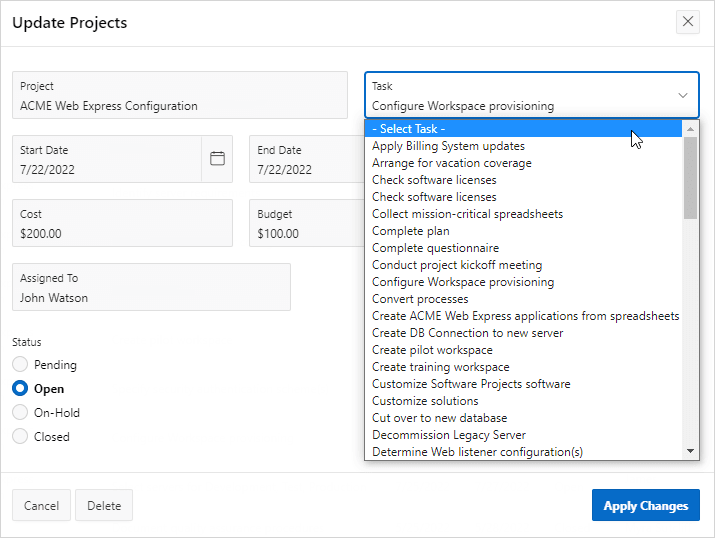 Update Projects
Project
ACME Web Express Configuration
Task
Configure Workspace provisioning
- Select Task -
Apply Billing System updates
Arrange for vacation coverage
Check software licenses
Check software licenses
Collect mission-critical spreadsheets
Complete plan
Complete questionnaire
Conduct project kickoff meeting
Configure Workspace provisioning
Convert processes
Create ACME Web Express applications from spreadsheets
Create DB Connection to new server
Create pilot workspace
Create training workspace
Customize Software Projects software
Customize solutions
Cut over to new database
Decommission Legacy Server
Determine Web listener configuration(s)
Start Date
7/22/2022
End Date
7/22/2022
Cost
$200.00
Budget
$100.00
Assigned To
John Watson
Status
Pending
Open
On-Hold
Closed
Cancel
Delete
Apply Changes